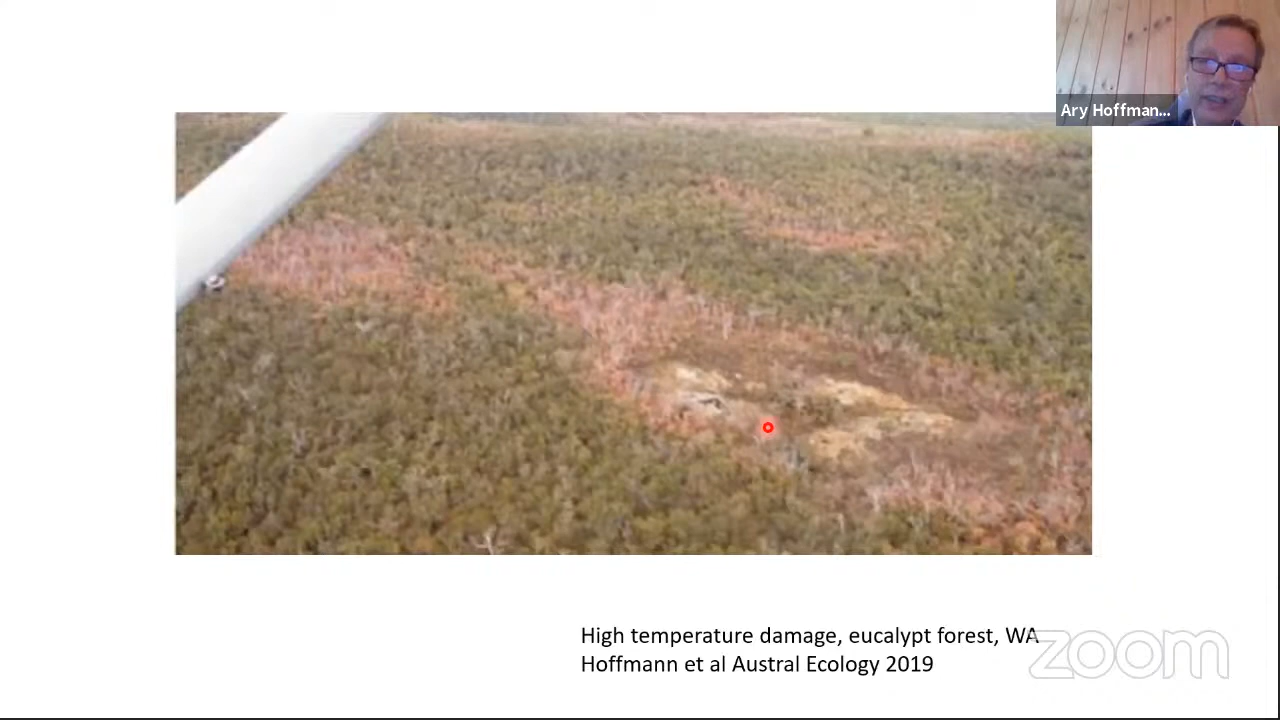 Ary Hoffman...
High temperature damage, eucalypt forest, WA
Hoffmann et al Austral Ecology 2019
zoom